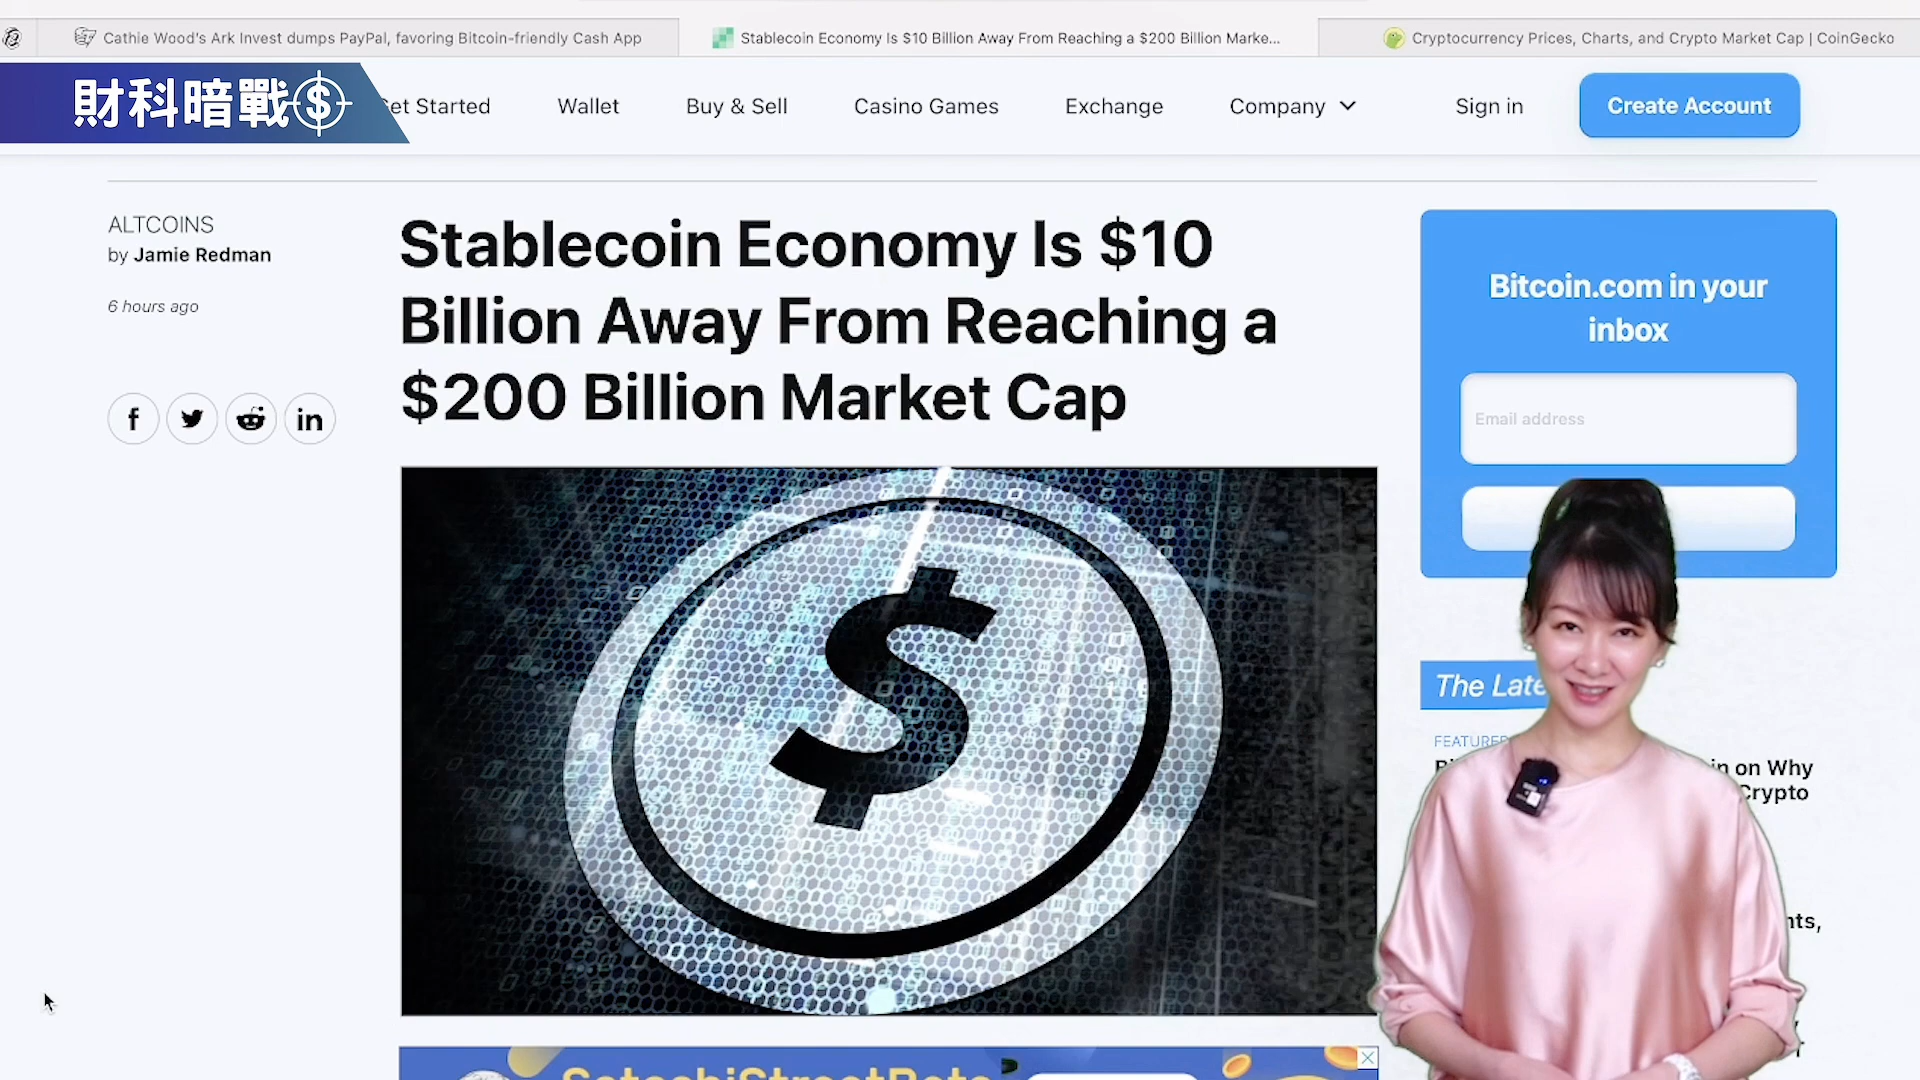 Cathie Wood's Ark Invest dumps PayPal, favoring Bitcoin-friendly Cash App
Stablecoin Economy Is $10 Billion Away From Reaching a $200 Billion Marke...
Cryptocurrency Prices, Charts, and Crypto Market Cap | CoinGecko
財科暗戰
Get Started
Wallet
Buy & Sell
Casino Games
Exchange
Company
Sign in
Create Account
ALTCOINS
by Jamie Redman
6 hours ago
Stablecoin Economy Is $10
Billion Away From Reaching a
$200 Billion Market Cap
Bitcoin.com in your
inbox
Email address
The Late
FEATURED
in on Why
Crypto
nts,
SatoshiStreetBets